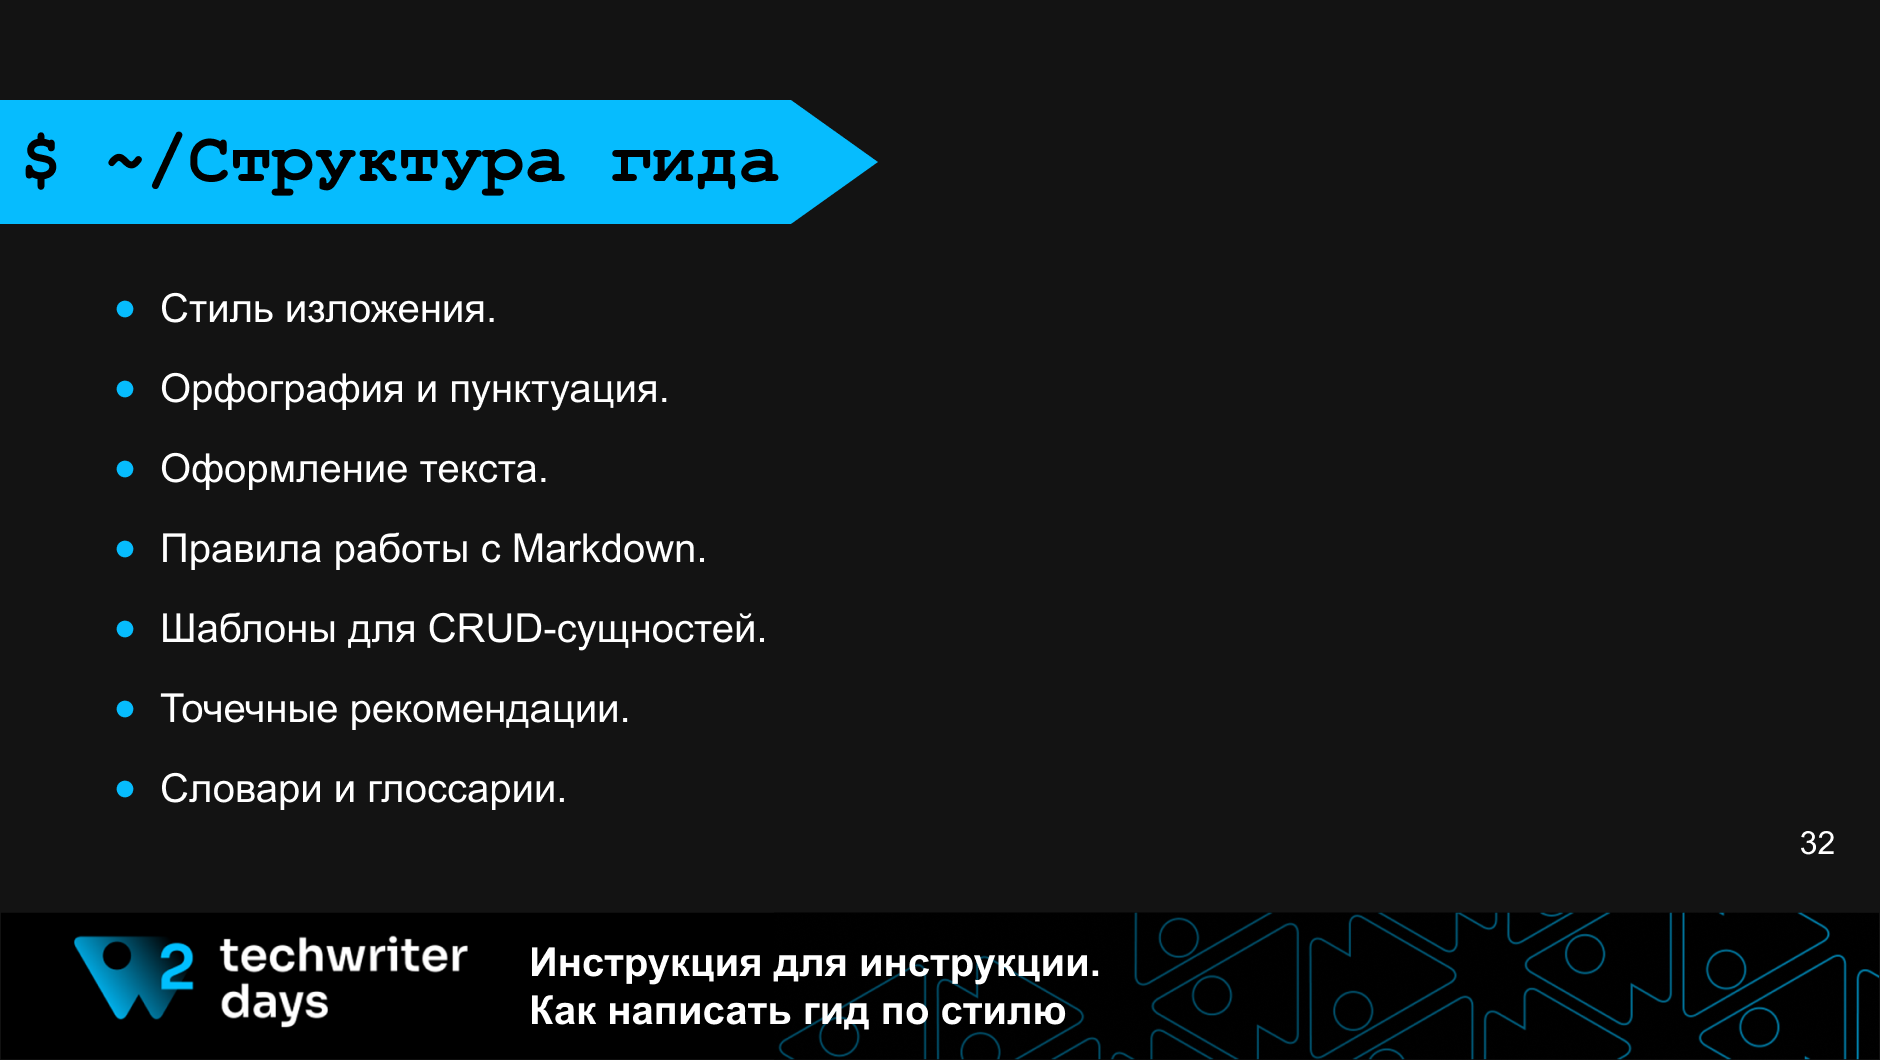 $ ~/Структура гида
Стиль изложения.
Орфография и пунктуация.
Оформление текста.
Правила работы с Markdown.
Шаблоны для CRUD-сущностей.
Точечные рекомендации.
Словари и глоссарии.
32
2 techwriter
days
Инструкция для инструкции.
Как написать гид по стилю